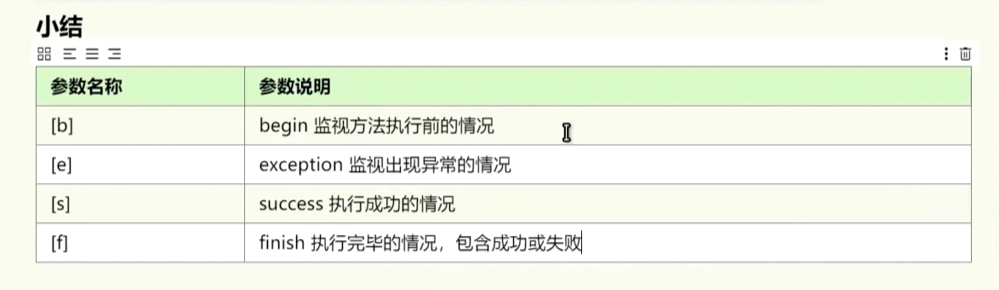 小结
参数名称 参数说明
[b] begin 监视方法执行前的情况
[e] exception 监视出现异常的情况
[s] success 执行成功的情况
[f] finish 执行完毕的情况，包含成功或失败